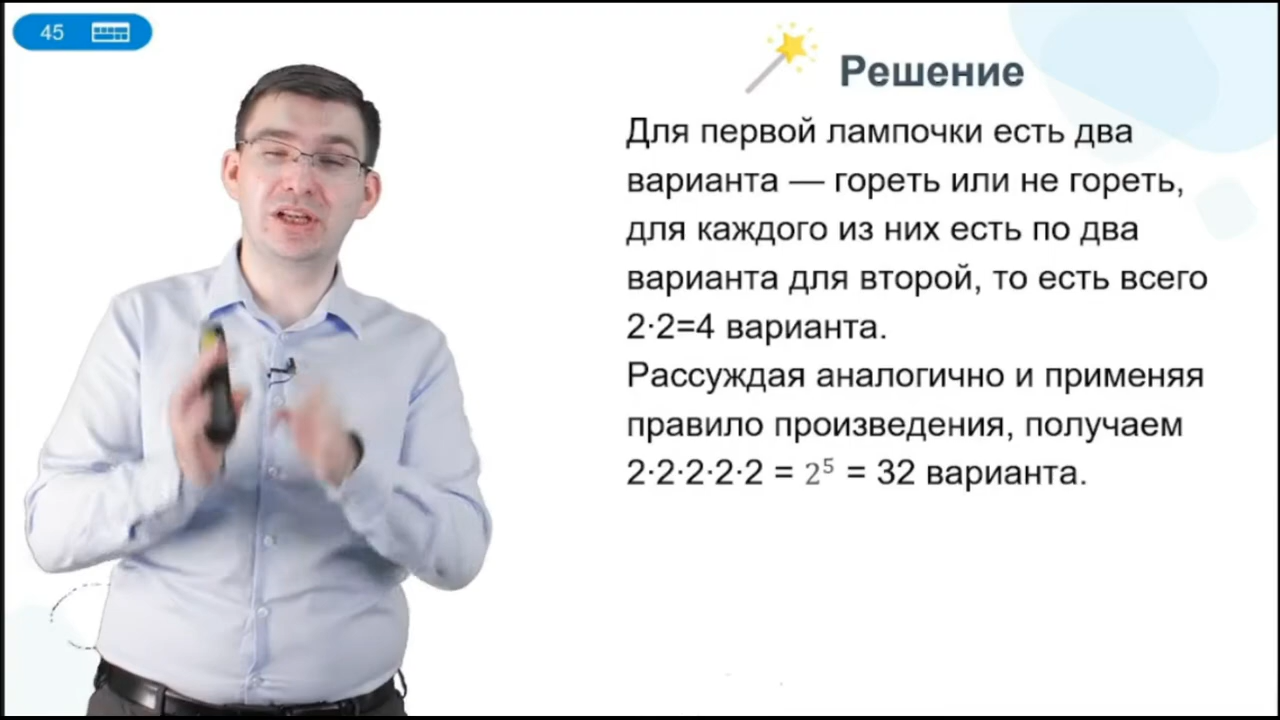 45
Решение
Для первой лампочки есть два
варианта — гореть или не гореть,
для каждого из них есть по два
варианта для второй, то есть всего
2·2=4 варианта.
Рассуждая аналогично и применяя
правило произведения, получаем
2·2·2·2·2 = 2⁵ = 32 варианта.